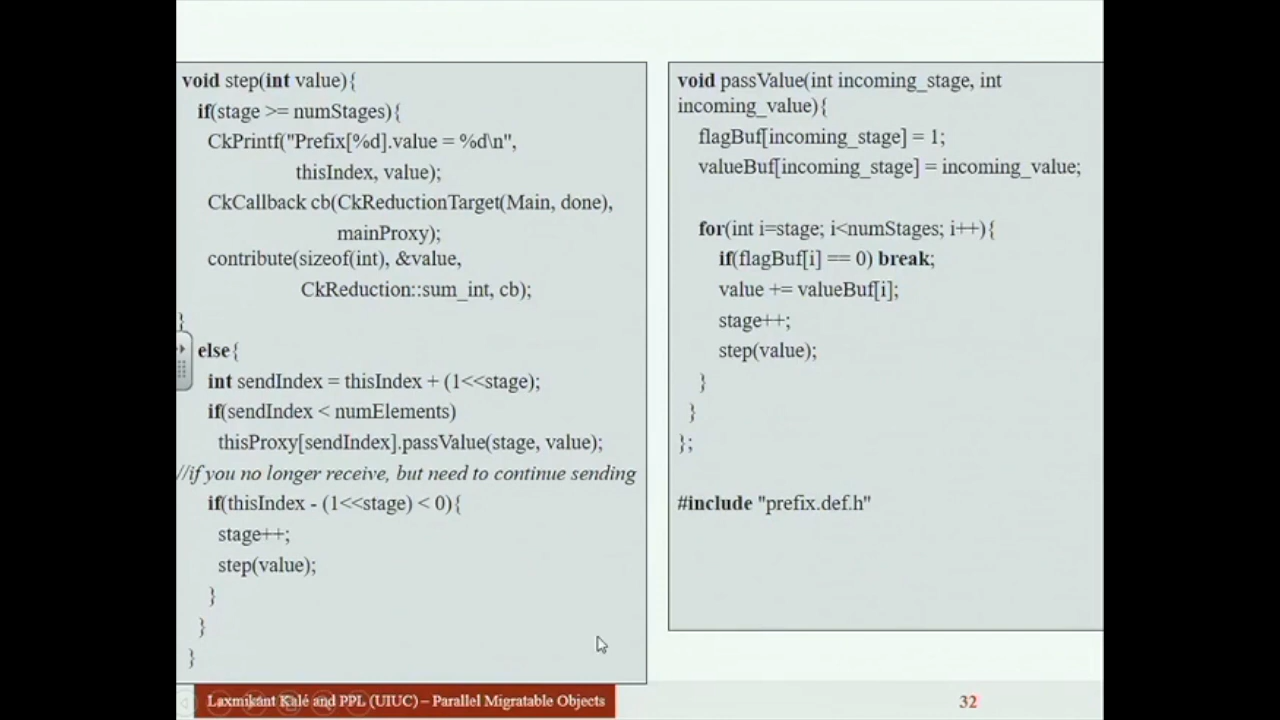 void step(int value){
if(stage >= numStages){
CkPrintf("Prefix[%d].value = %d\n",
thisIndex, value);
CkCallback cb(CkReductionTarget(Main, done),
mainProxy);
contribute(sizeof(int), &value,
CkReduction::sum_int, cb);
}
else{
int sendIndex = thisIndex + (1<<stage);
if(sendIndex < numElements)
thisProxy[sendIndex].passValue(stage, value);
//if you no longer receive, but need to continue sending
if(thisIndex - (1<<stage) < 0){
stage++;
step(value);
}
}
}
void passValue(int incoming_stage, int
incoming_value){
flagBuf[incoming_stage] = 1;
valueBuf[incoming_stage] = incoming_value;
for(int i=stage; i<numStages; i++){
if(flagBuf[i] == 0) break;
value += valueBuf[i];
stage++;
step(value);
}
}
};
#include "prefix.def.h"
Laxmikant Kalé and PPL (UIUC) – Parallel Migratable Objects
32